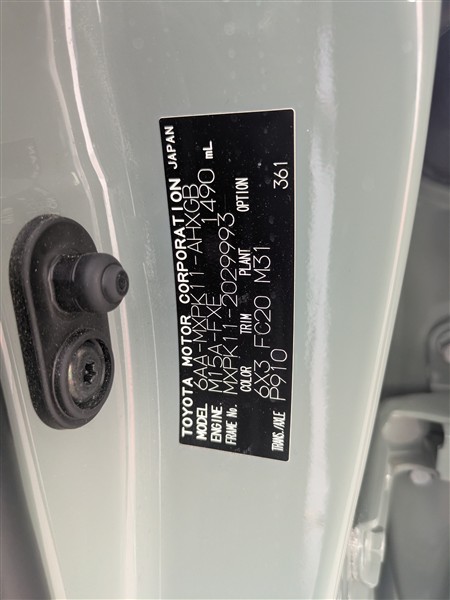 TOYOTA MOTOR CORPORATION JAPAN
MODEL 6AA-MXPK11-AHXGB
ENGINE M15A-FXE 1490 mL
FRAME No. MXPK11-2029993
COLOR TRIM PLANT OPTION
6X3 FC20 M31 361
TRANS./AXLE P910